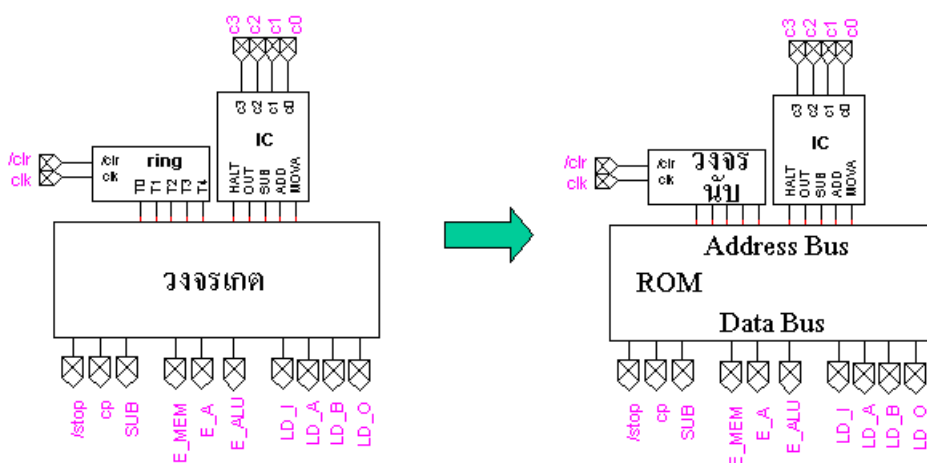 c3 c2 c1 c0
c3 c2 c1 c0
IC
HALT OUT SUB ADD MOVA
/clr
clk
/clr
clk
ring
T0 T1 T2 T3 T4
วงจรเกต
/stop cp SUB E_MEM E_A E_ALU LD_I LD_A LD_B LD_O
c3 c2 c1 c0
c3 c2 c1 c0
IC
HALT OUT SUB ADD MOVA
/clr
clk
/clr
clk
วงจร
นับ
Address Bus
ROM
Data Bus
/stop cp SUB E_MEM E_A E_ALU LD_I LD_A LD_B LD_O